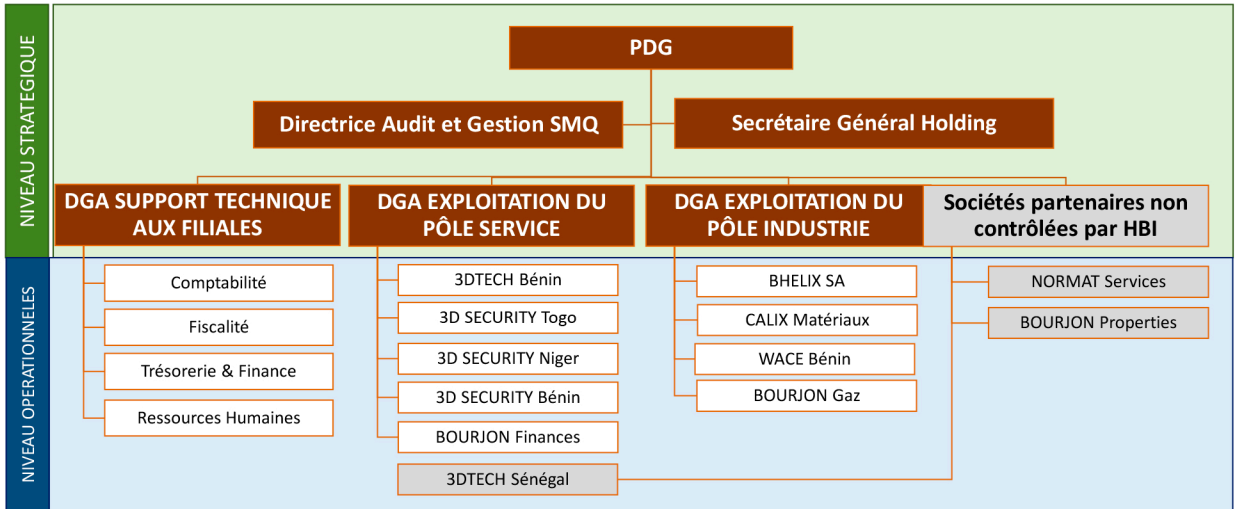 NIVEAU STRATEGIQUE
PDG
Directrice Audit et Gestion SMQ
Secrétaire Général Holding
DGA SUPPORT TECHNIQUE
AUX FILIALES
DGA EXPLOITATION DU
PÔLE SERVICE
DGA EXPLOITATION DU
PÔLE INDUSTRIE
Sociétés partenaires non
contrôlées par HBI
NIVEAU OPERATIONNELES
Comptabilité
Fiscalité
Trésorerie & Finance
Ressources Humaines
3DTECH Bénin
3D SECURITY Togo
3D SECURITY Niger
3D SECURITY Bénin
BOURJON Finances
3DTECH Sénégal
BHELIX SA
CALIX Matériaux
WACE Bénin
BOURJON Gaz
NORMAT Services
BOURJON Properties